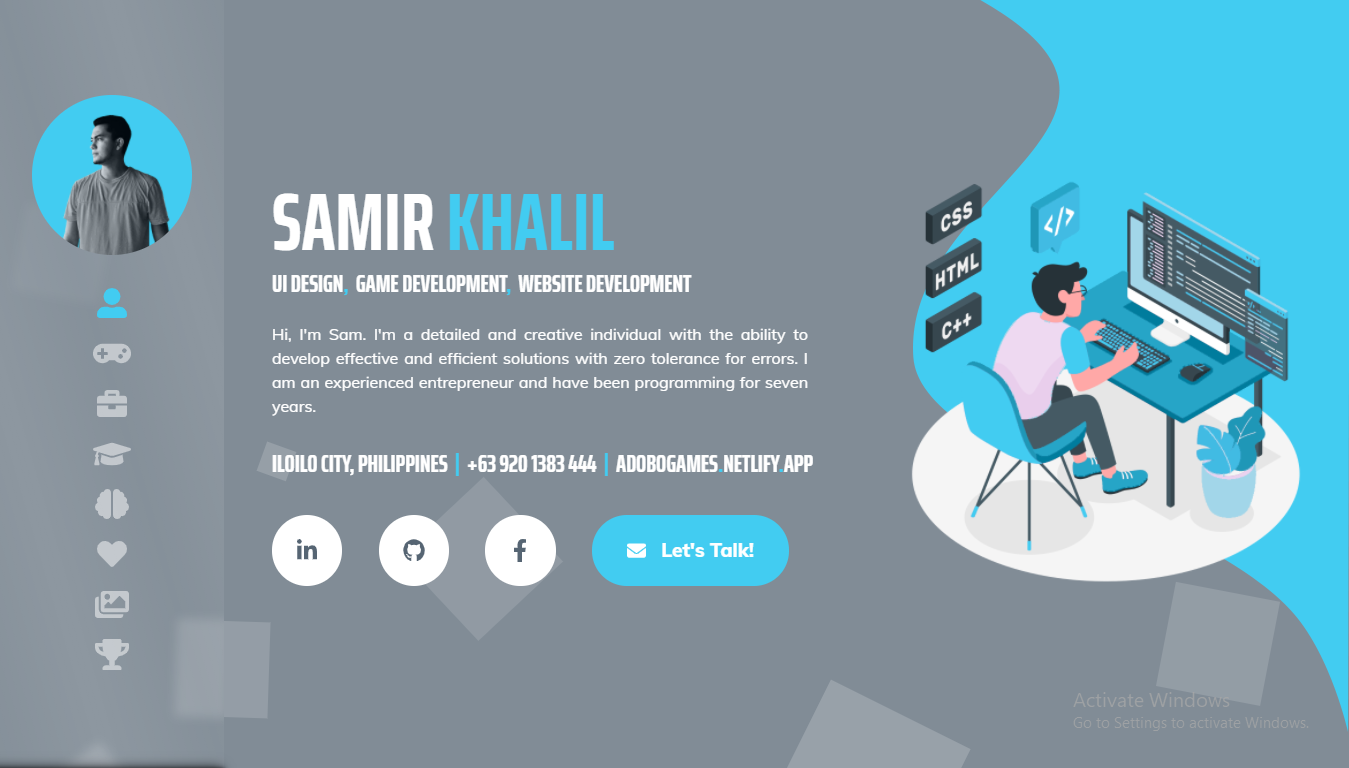 SAMIR KHALIL
UI DESIGN, GAME DEVELOPMENT, WEBSITE DEVELOPMENT
Hi, I'm Sam. I'm a detailed and creative individual with the ability to
develop effective and efficient solutions with zero tolerance for errors. I
am an experienced entrepreneur and have been programming for seven
years.
ILOILO CITY, PHILIPPINES | +63 920 1383 444 | ADOBOGAMES.NETLIFY.APP
in
f
Let's Talk!
CSS
</>
HTML
C++
Activate Windows
Go to Settings to activate Windows.